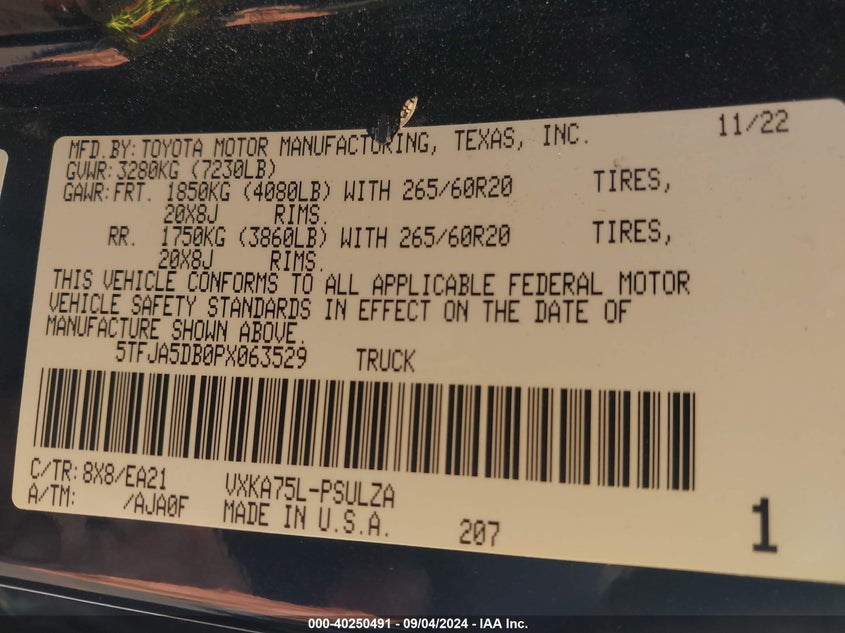 MFD.BY: TOYOTA MOTOR MANUFACTURING, TEXAS, INC. 11/22
GVWR: 3280KG (7230LB)
GAWR: FRT. 1850KG (4080LB) WITH 265/60R20 TIRES,
20X8J RIMS.
RR. 1750KG (3860LB) WITH 265/60R20 TIRES,
20X8J RIMS.
THIS VEHICLE CONFORMS TO ALL APPLICABLE FEDERAL MOTOR
VEHICLE SAFETY STANDARDS IN EFFECT ON THE DATE OF
MANUFACTURE SHOWN ABOVE.
5TFJA5DB0PX063529 TRUCK
C/TR: 8X8/EA21 VXKA75L-PSULZA
A/TM: /AJA0F MADE IN U.S.A. 207 1
000-40250491 - 09/04/2024 - IAA Inc.